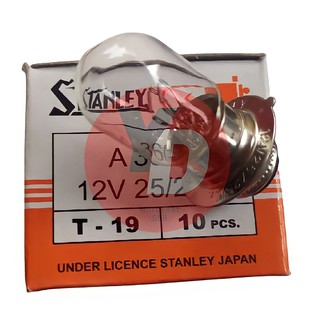 STANLEY
A 36
12V 25/2
T - 19 10 PCS.
UNDER LICENCE STANLEY JAPAN